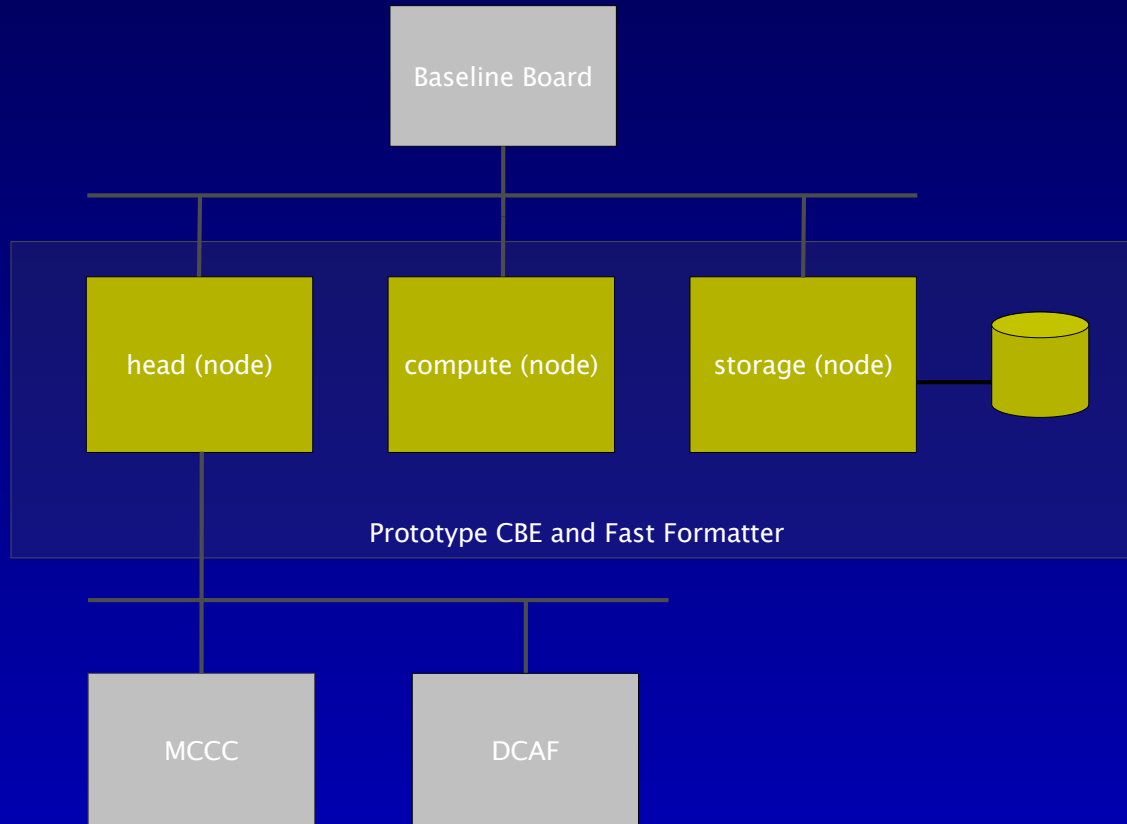 Baseline Board
head (node)
compute (node)
storage (node)
Prototype CBE and Fast Formatter
MCCC
DCAF